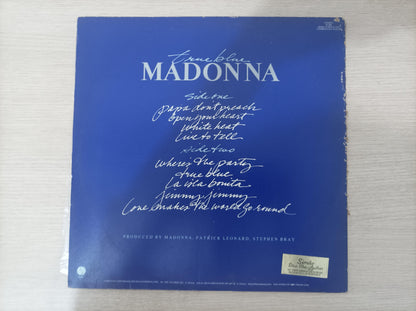 true blue
MADONNA
side one
papa don't preach
open your heart
white heat
live to tell
side two
where's the party
true blue
la isla bonita
jimmy jimmy
love makes the world go round
PRODUCED BY MADONNA, PATRICK LEONARD, STEPHEN BRAY